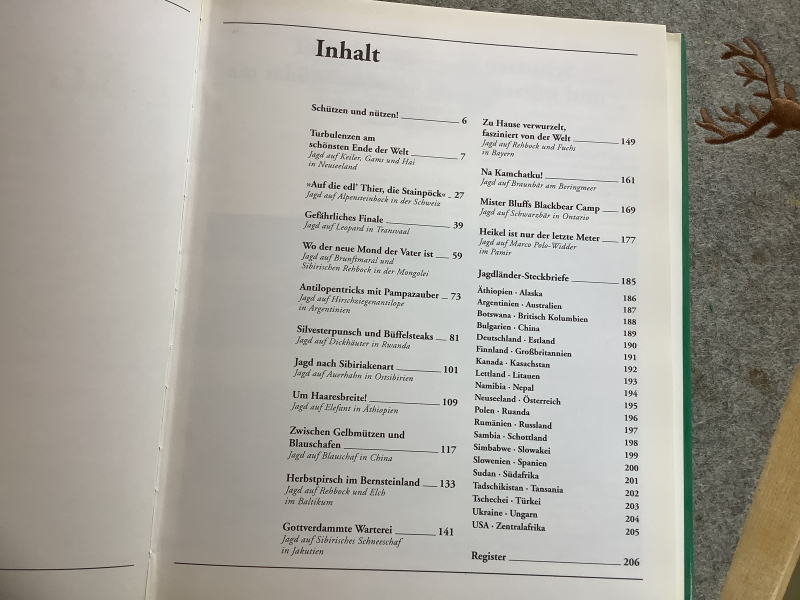 Inhalt
Schützen und nützen! 6
Turbulenzen am
schönsten Ende der Welt 7
Jagd auf Keiler, Gams und Hai
in Neuseeland
»Auf die edl' Thier, die Stainpöck« 27
Jagd auf Alpensteinbock in der Schweiz
Gefährliches Finale 39
Jagd auf Leopard in Transvaal
Wo der neue Mond der Vater ist 59
Jagd auf Brunftmaral und
Sibirischen Rehbock in der Mongolei
Antilopentricks mit Pampazauber 73
Jagd auf Hirschziegenantilope
in Argentinien
Silvesterpunsch und Büffelsteaks 81
Jagd auf Dickhäuter in Rwanda
Jagd nach Sibiriakenart 101
Jagd auf Auerhahn in Ostsibirien
Um Haaresbreite! 109
Jagd auf Elefant in Äthiopien
Zwischen Gelbmützen und
Blauschafen 117
Jagd auf Blauschaf in China
Herbstpirsch im Bernsteinland 133
Jagd auf Rehbock und Elch
im Baltikum
Gottverdammte Warterei 141
Jagd auf Sibirisches Schneeschaf
in Jakutien
Zu Hause verwurzelt,
fasziniert von der Welt 149
Jagd auf Rehbock und Fuchs
in Bayern
Na Kamchatku! 161
Jagd auf Braunbär am Beringmeer
Mister Bluffs Blackbear Camp 169
Jagd auf Schwarzbär in Ontario
Heikel ist nur der letzte Meter 177
Jagd auf Marco Polo-Widder
im Pamir
Jagdländer-Steckbriefe 185
Äthiopien · Alaska 186
Argentinien · Australien 187
Botswana · Britisch Kolumbien 188
Bulgarien · China 189
Deutschland · Estland 190
Finnland · Großbritannien 191
Kanada · Kasachstan 192
Lettland · Litauen 193
Namibia · Nepal 194
Neuseeland · Österreich 195
Polen · Ruanda 196
Rumänien · Russland 197
Sambia · Schottland 198
Simbabwe · Slowakei 199
Slowenien · Spanien 200
Sudan · Südafrika 201
Tadschikistan · Tansania 202
Tschechei · Türkei 203
Ukraine · Ungarn 204
USA · Zentralafrika 205
Register 206